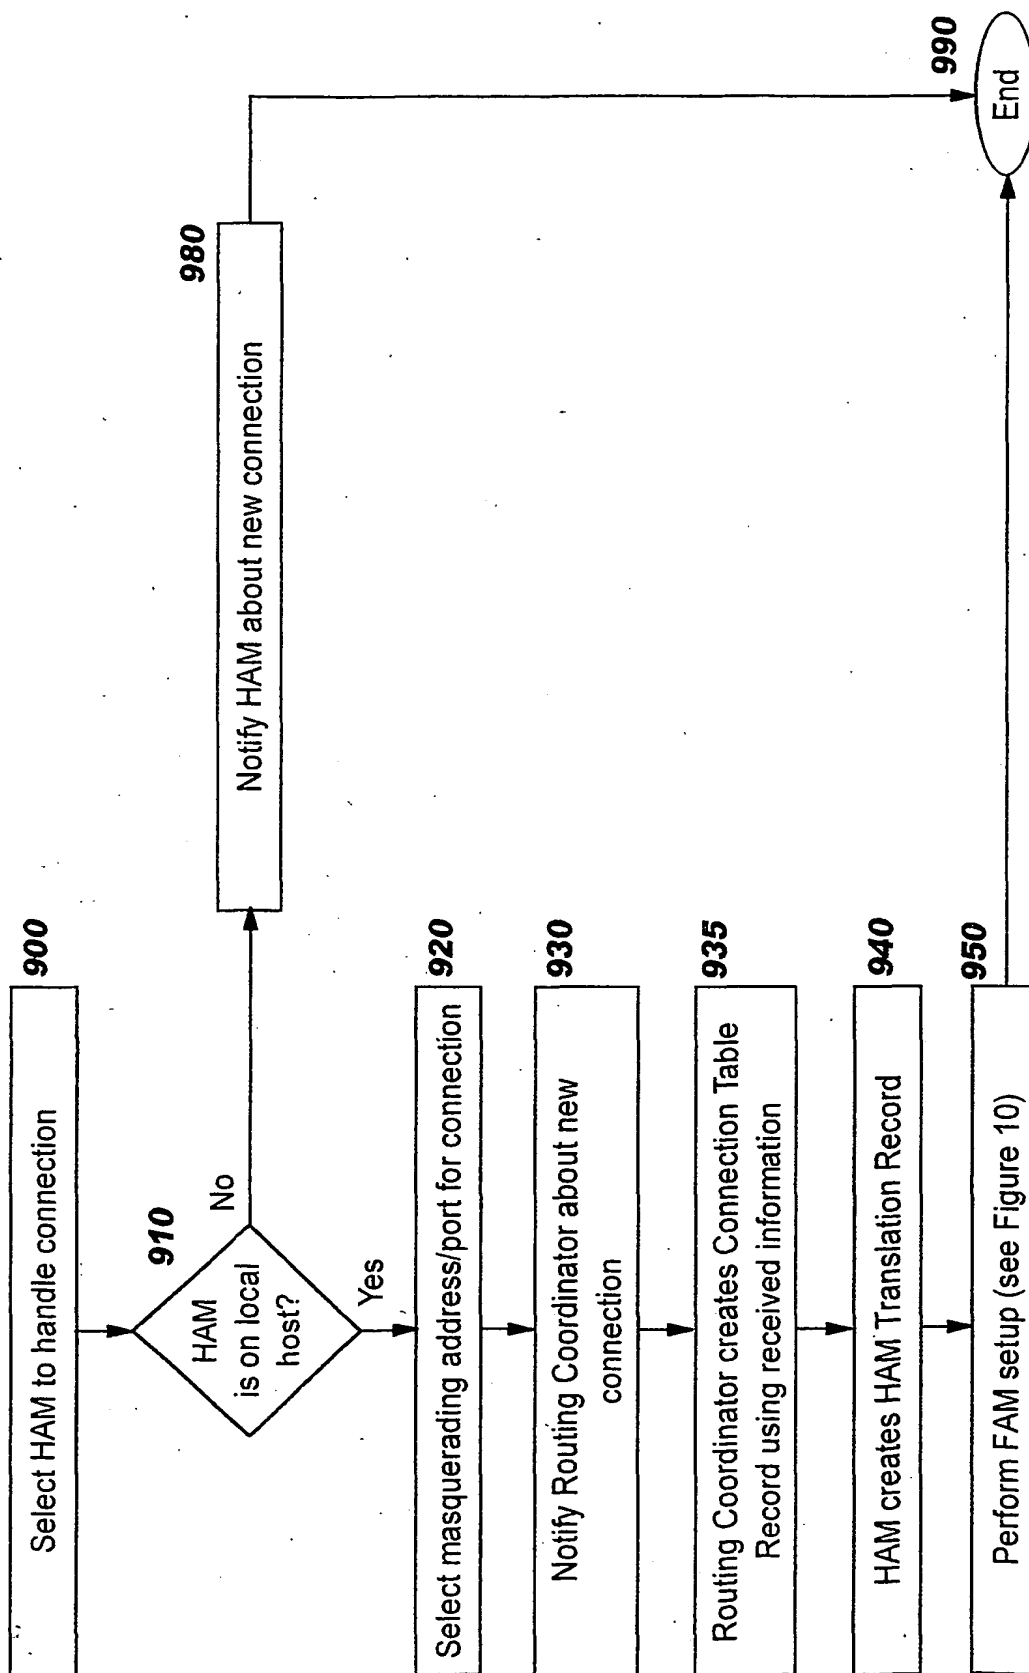 900
Select HAM to handle connection
910
HAM
is on local
host?
No
Yes
980
Notify HAM about new connection
920
Select masquerading address/port for connection
930
Notify Routing Coordinator about new
connection
935
Routing Coordinator creates Connection Table
Record using received information
940
HAM creates HAM Translation Record
950
Perform FAM setup (see Figure 10)
990
End